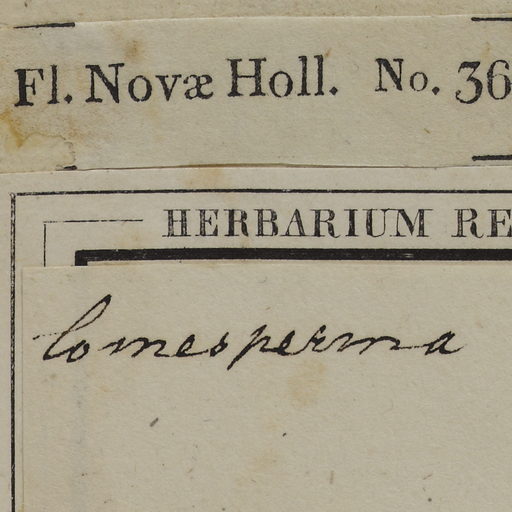 Fl. Novæ Holl. No. 36
HERBARIUM RE
Comesperma